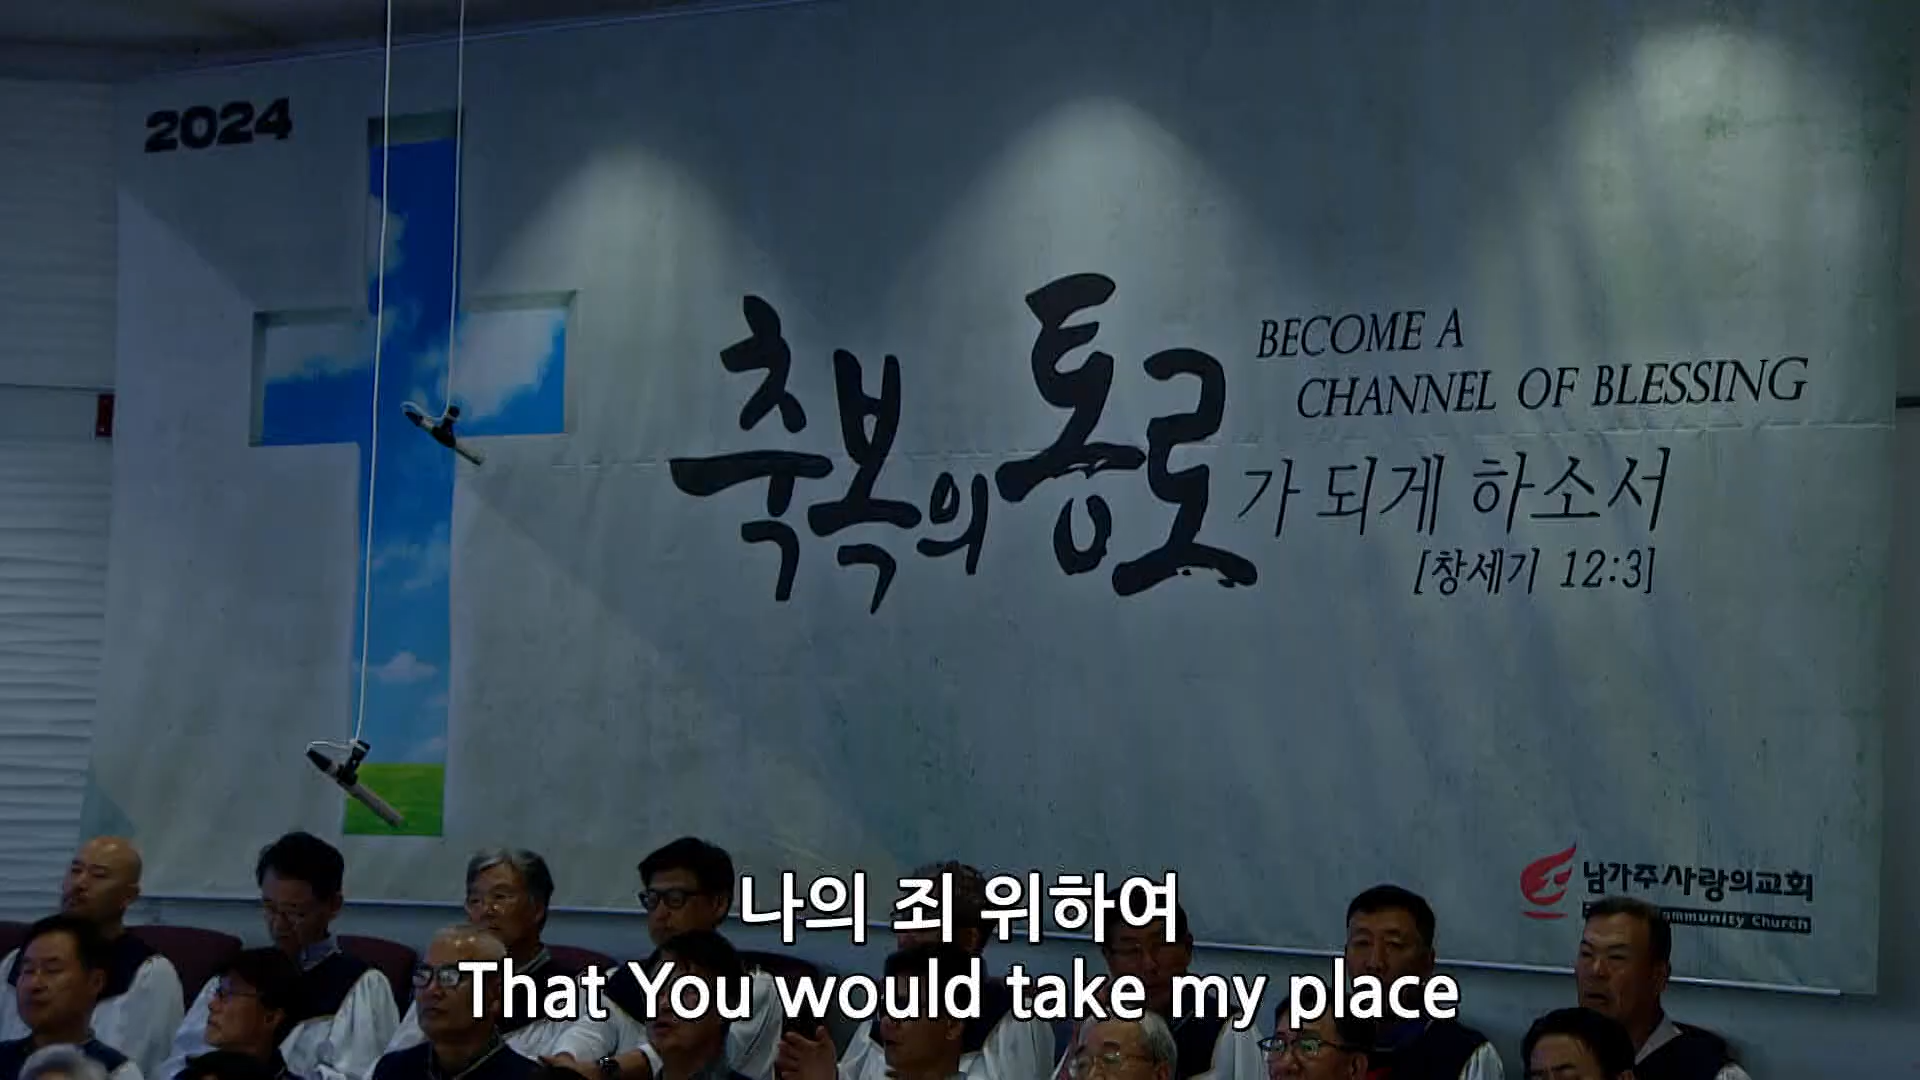 2024
축복의 통로가 되게 하소서
BECOME A
CHANNEL OF BLESSING
[창세기 12:3]
남가주사랑의교회
Community Church
나의 죄 위하여
That You would take my place